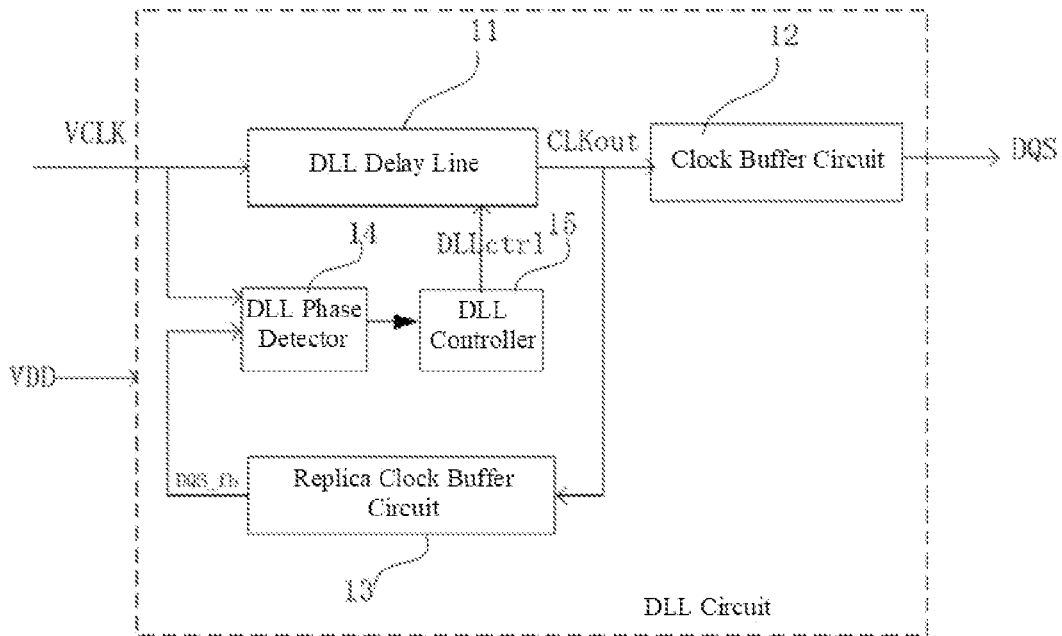 11
12
VCLK
DLL Delay Line
CLKout
Clock Buffer Circuit
DQS
14
DLLctrl
15
DLL Phase
Detector
DLL
Controller
VDD
DQS_fb
Replica Clock Buffer
Circuit
13
DLL Circuit